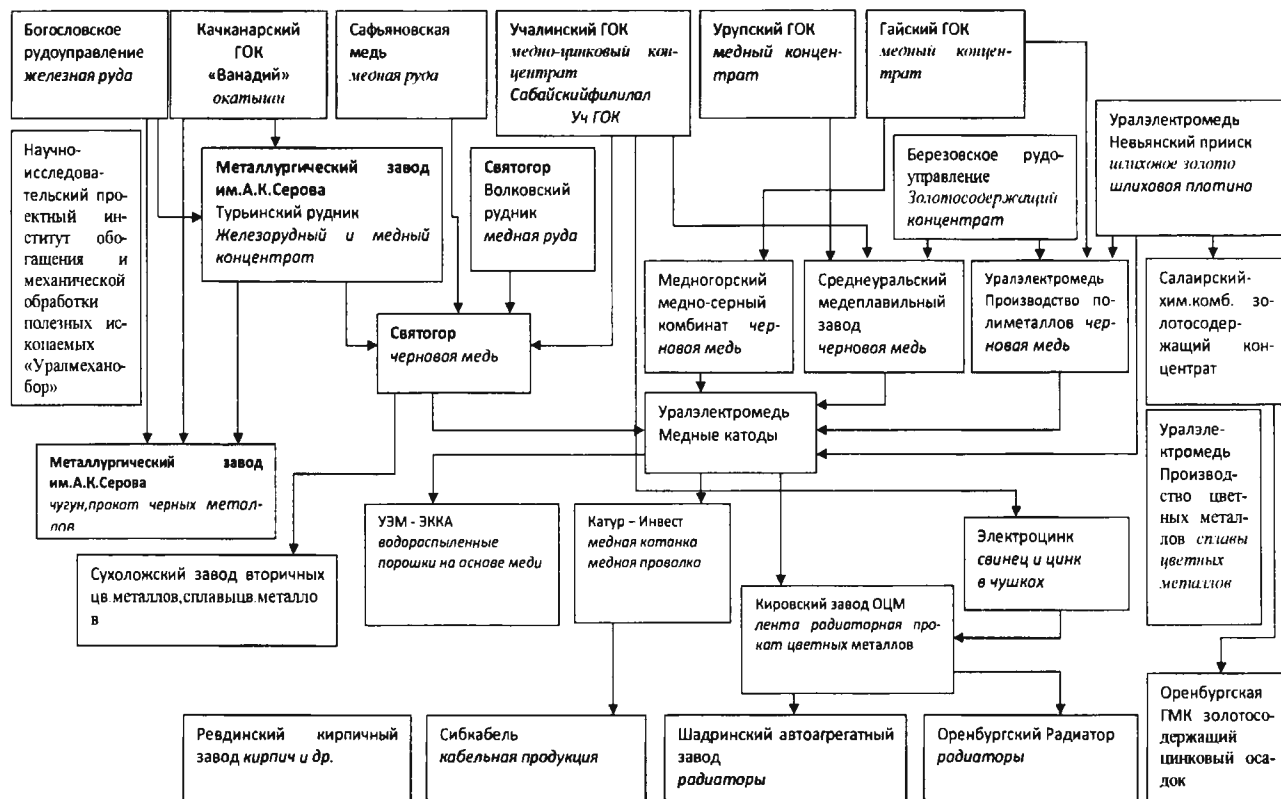 Богословское
рудоуправление
железная руда
Качканарский
ГОК
«Ванадий»
окатыши
Сафьяновская
медь
медная руда
Учалинский ГОК
медно-цинковый кон-
центрат
Сабайскийфилилал
Уч ГОК
Урупский ГОК
медный концен-
трат
Гайский ГОК
медный концен-
трат
Уралэлектромедь
Невьянский прииск
шлиховое золото
шлиховая платина
Научно-
исследова-
тельский про-
ектный ин-
ститут обо-
гащения и
механической
обработки
полезных ис-
копаемых
«Уралмехано-
бор»
Металлургический завод
им.А.К.Серова
Турьинский рудник
Железарудный и медный
концентрат
Святогор
Волковский
рудник
медная руда
Березовское рудо-
управление
Золотосодержащий
концентрат
Медногорский
медно-серный
комбинат чер-
новая медь
Среднеуральский
медеплавильный
завод
черновая медь
Уралэлектромедь
Производство по-
лиметаллов чер-
новая медь
Салаирский-
хим.комб. зо-
лотосодер-
жащий кон-
центрат
Святогор
черновая медь
Уралэлектромедь
Медные катоды
Уралэле-
ктромедь
Производ-
ство цвет-
ных метал-
лов сплавы
цветных
металлов
Металлургический завод
им.А.К.Серова
чугун,прокат черных метал-
лов
УЭМ - ЭККА
водораспыленные
порошки на основе меди
Катур – Инвест
медная катанка
медная проволка
Электроцинк
свинец и цинк
в чушках
Сухоложский завод вторичных
цв.металлов,сплавыцв.металло
в
Кировский завод ОЦМ
лента радиаторная про-
кат цветных металлов
Ревдинский кирпичный
завод кирпич и др.
Сибкабель
кабельная продукция
Шадринский автоагрегатный
завод
радиаторы
Оренбургский Радиатор
радиаторы
Оренбургская
ГМК золотосо-
держащий
цинковый оса-
док